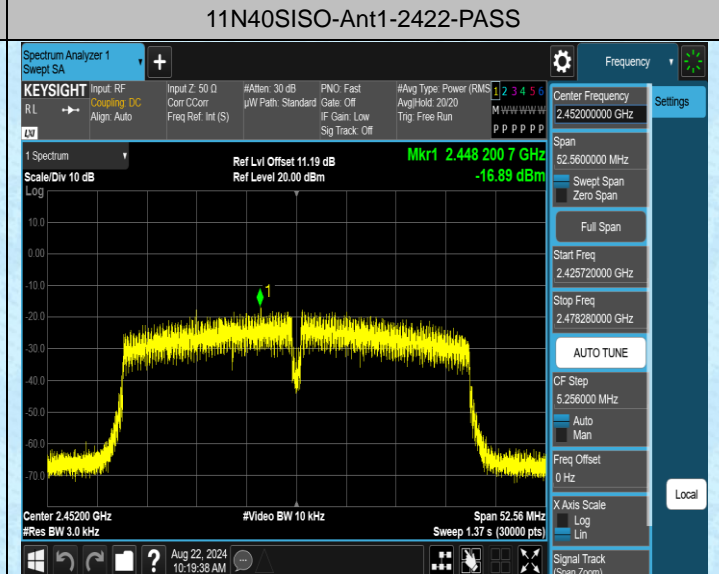 11N40SISO-Ant1-2422-PASS
Spectrum Analyzer 1
Swept SA
+
Frequency
KEYSIGHT
R L
LXI
Input: RF
Coupling: DC
Align: Auto
Input Z: 50 Ω
Corr CCorr
Freq Ref: Int (S)
#Atten: 30 dB
µW Path: Standard
PNO: Fast
Gate: Off
IF Gain: Low
Sig Track: Off
#Avg Type: Power (RMS
Avg|Hold: 20/20
Trig: Free Run
1 2 3 4 5 6
M W W W W W
P P P P P P
1 Spectrum
Scale/Div 10 dB
Ref Lvl Offset 11.19 dB
Ref Level 20.00 dBm
Mkr1 2.448 200 7 GHz
-16.89 dBm
Log
10.0
0.00
-10.0
-20.0
-30.0
-40.0
-50.0
-60.0
-70.0
1
Center 2.45200 GHz
#Res BW 3.0 kHz
#Video BW 10 kHz
Span 52.56 MHz
Sweep 1.37 s (30000 pts)
Center Frequency
2.452000000 GHz
Settings
Span
52.5600000 MHz
Swept Span
Zero Span
Full Span
Start Freq
2.425720000 GHz
Stop Freq
2.478280000 GHz
AUTO TUNE
CF Step
5.256000 MHz
Auto
Man
Freq Offset
0 Hz
X Axis Scale
Log
Lin
Local
Signal Track
(Span Zoom)
?
Aug 22, 2024
10:19:38 AM